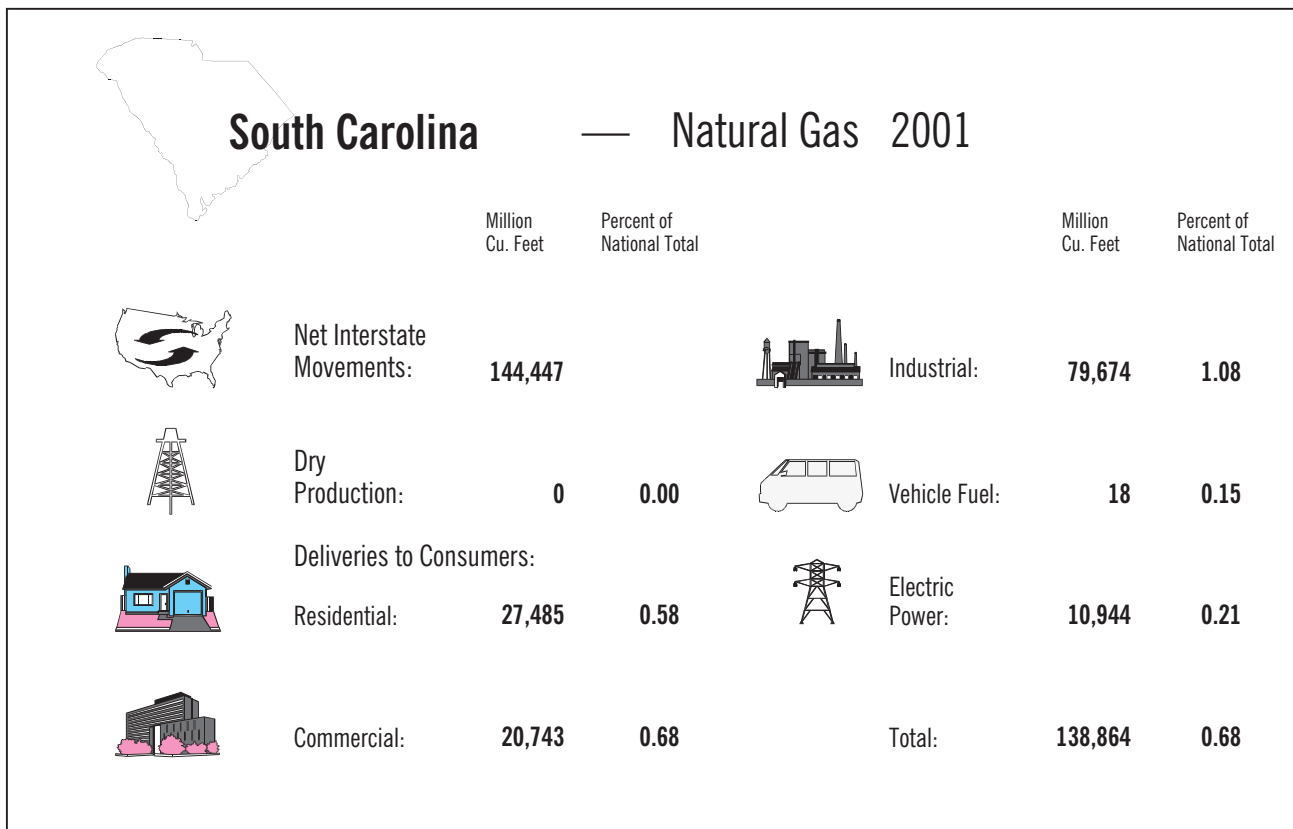 South Carolina — Natural Gas 2001
Million Cu. Feet
Percent of National Total
Net Interstate
Movements: 144,447
Dry
Production: 0 0.00
Deliveries to Consumers:
Residential: 27,485 0.58
Commercial: 20,743 0.68
Million Cu. Feet
Percent of National Total
Industrial: 79,674 1.08
Vehicle Fuel: 18 0.15
Electric
Power: 10,944 0.21
Total: 138,864 0.68